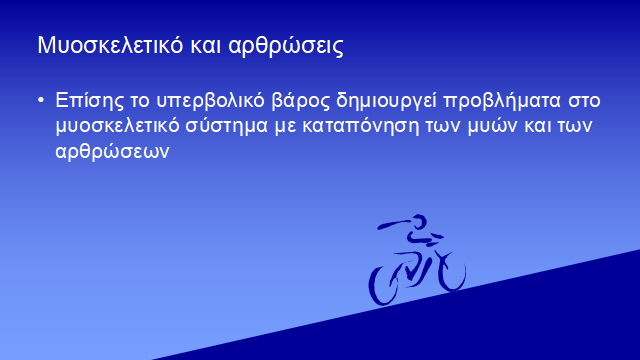 Μυοσκελετικό και αρθρώσεις
• Επίσης το υπερβολικό βάρος δημιουργεί προβλήματα στο
μυοσκελετικό σύστημα με καταπόνηση των μυών και των
αρθρώσεων